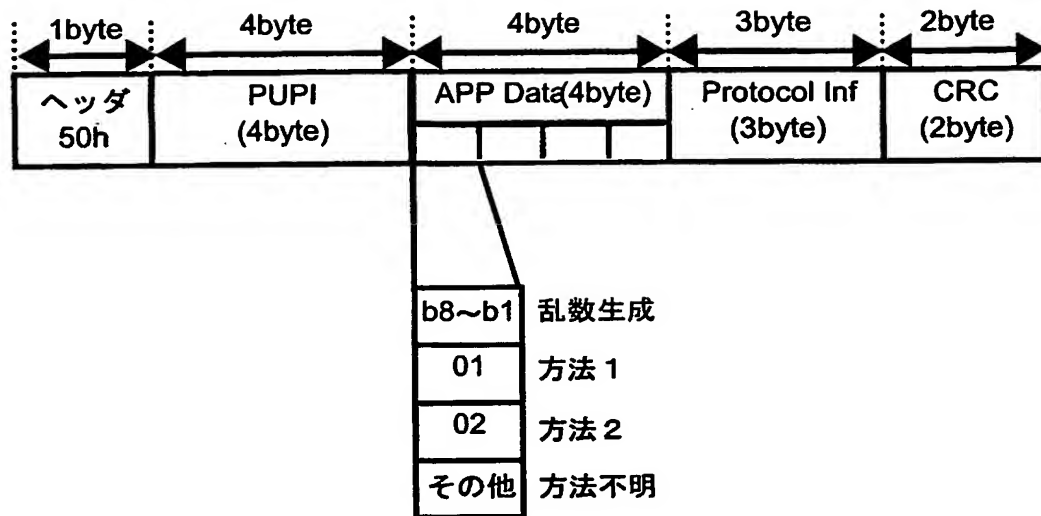 1byte 4byte 4byte 3byte 2byte
ヘッダ PUPI APP Data(4byte) Protocol Inf CRC
50h (4byte) (3byte) (2byte)
b8～b1 乱数生成
01 方法1
02 方法2
その他 方法不明